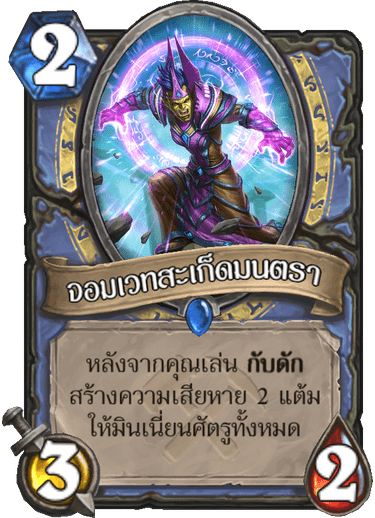 2
จอมเวทสะเก็ดมนตรา
หลังจากคุณเล่น กับดัก
สร้างความเสียหาย 2 แต้ม
ให้มินเนี่ยนศัตรูทั้งหมด
3
2